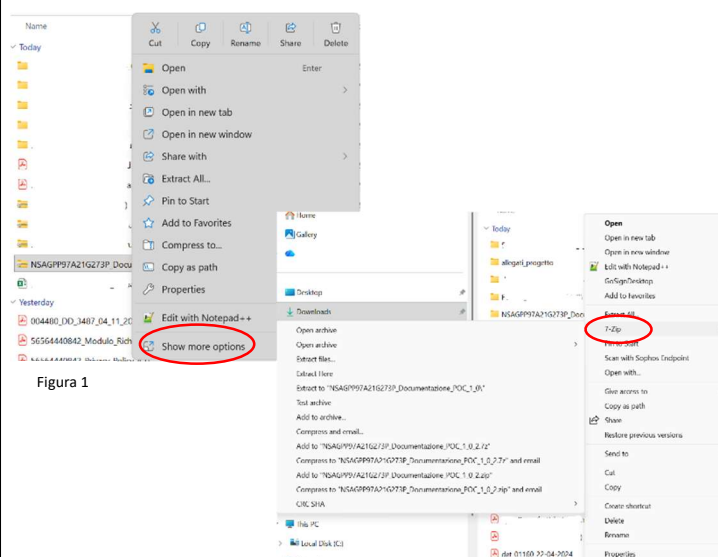 Name
Today
NSAGPP97A21G273P_Docu
Yesterday
004480_DD_3487_04_11_2
56564440842_Modulo_Rich
Cut Copy Rename Share Delete
Open Enter
Open with
Open in new tab
Open in new window
Share with
Extract All...
Pin to Start
Add to Favorites
Compress to...
Copy as path
Properties
Edit with Notepad++
Show more options
Figura 1
Home
Gallery
Desktop
Downloads
Open archive
Open archive
Extract files...
Extract Here
Extract to "NSAGPP97A21G273P_Documentazione_POC_1_0\"
Test archive
Add to archive...
Compress and email...
Add to "NSAGPP97A21G273P_Documentazione_POC_1_0_2.7z"
Compress to "NSAGPP97A21G273P_Documentazione_POC_1_0_2.7z" and email
Add to "NSAGPP97A21G273P_Documentazione_POC_1_0_2.zip"
Compress to "NSAGPP97A21G273P_Documentazione_POC_1_0_2.zip" and email
CRC SHA
This PC
Local Disk (C:)
Today
allegati_progetto
NSAGPP97A21G273P_Doc
dat_01160 22-04-2024
Open
Open in new tab
Open in new window
Edit with Notepad++
GoSignDesktop
Add to Favorites
Extract All
7-Zip
Pin to Start
Scan with Sophos Endpoint
Open with...
Give access to
Copy as path
Share
Restore previous versions
Send to
Cut
Copy
Create shortcut
Delete
Rename
Properties